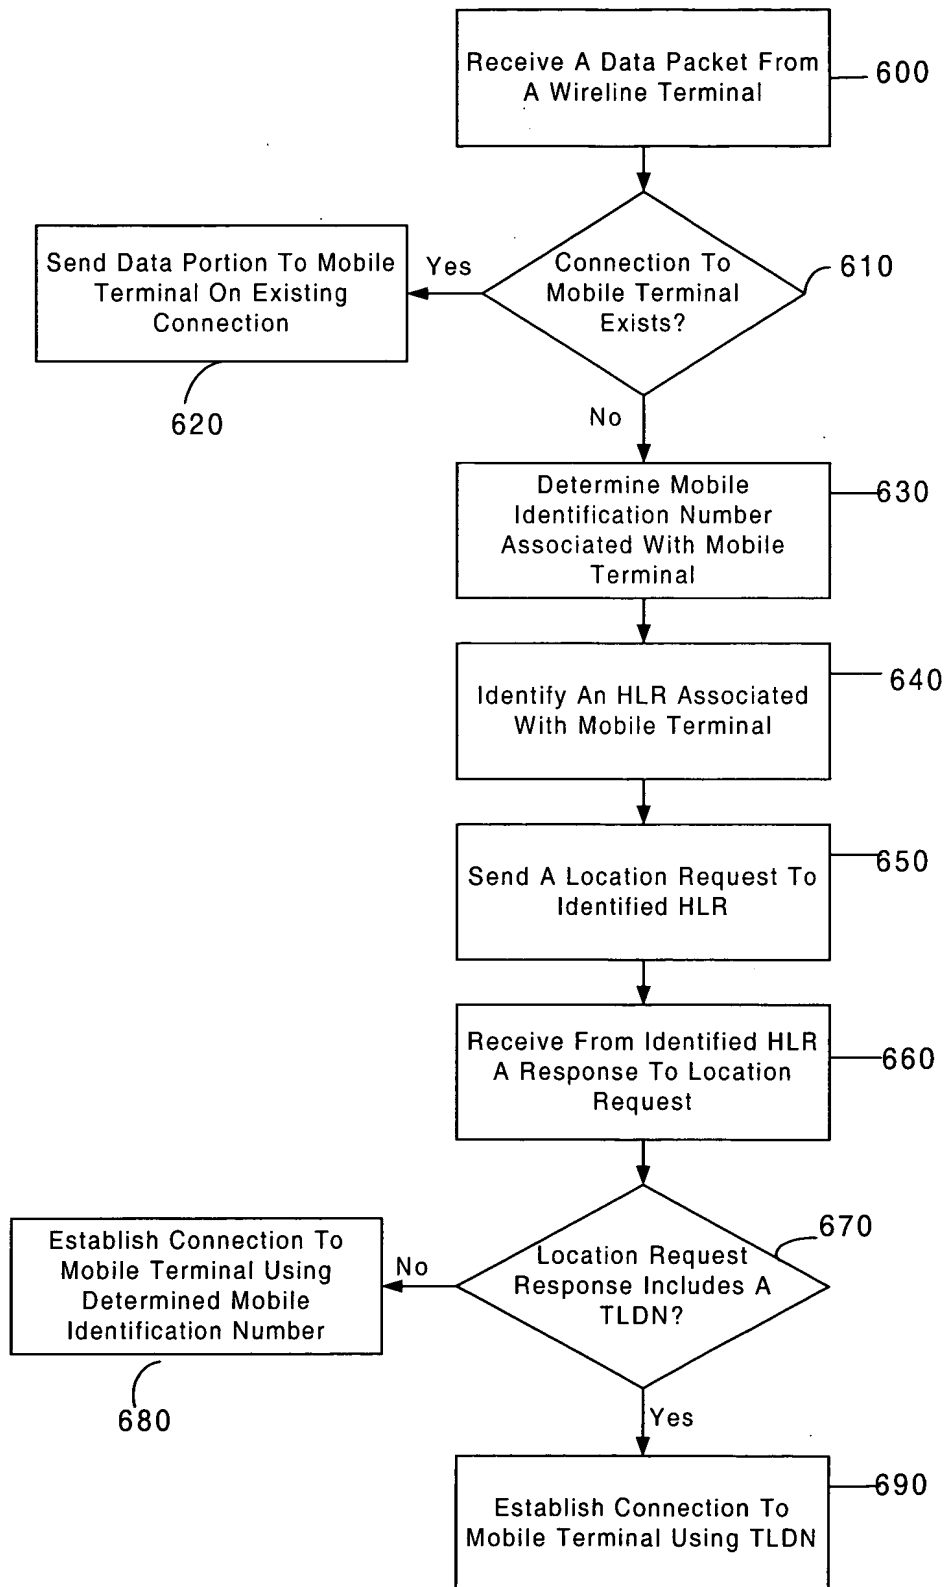 Receive A Data Packet From
A Wireline Terminal
600
Connection To
Mobile Terminal
Exists?
610
Yes
Send Data Portion To Mobile
Terminal On Existing
Connection
620
No
Determine Mobile
Identification Number
Associated With Mobile
Terminal
630
Identify An HLR Associated
With Mobile Terminal
640
Send A Location Request To
Identified HLR
650
Receive From Identified HLR
A Response To Location
Request
660
Location Request
Response Includes A
TLDN?
670
No
Establish Connection To
Mobile Terminal Using
Determined Mobile
Identification Number
680
Yes
Establish Connection To
Mobile Terminal Using TLDN
690